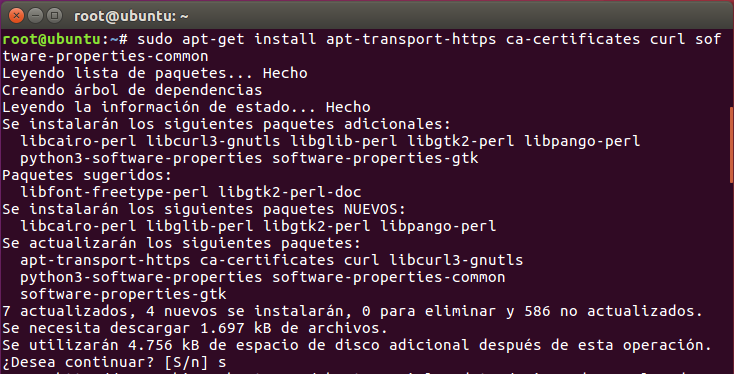 root@ubuntu: ~
root@ubuntu:~# sudo apt-get install apt-transport-https ca-certificates curl sof
tware-properties-common
Leyendo lista de paquetes... Hecho
Creando árbol de dependencias
Leyendo la información de estado... Hecho
Se instalarán los siguientes paquetes adicionales:
  libcairo-perl libcurl3-gnutls libglib-perl libgtk2-perl libpango-perl
  python3-software-properties software-properties-gtk
Paquetes sugeridos:
  libfont-freetype-perl libgtk2-perl-doc
Se instalarán los siguientes paquetes NUEVOS:
  libcairo-perl libglib-perl libgtk2-perl libpango-perl
Se actualizarán los siguientes paquetes:
  apt-transport-https ca-certificates curl libcurl3-gnutls
  python3-software-properties software-properties-common
  software-properties-gtk
7 actualizados, 4 nuevos se instalarán, 0 para eliminar y 586 no actualizados.
Se necesita descargar 1.697 kB de archivos.
Se utilizarán 4.756 kB de espacio de disco adicional después de esta operación.
¿Desea continuar? [S/n] s